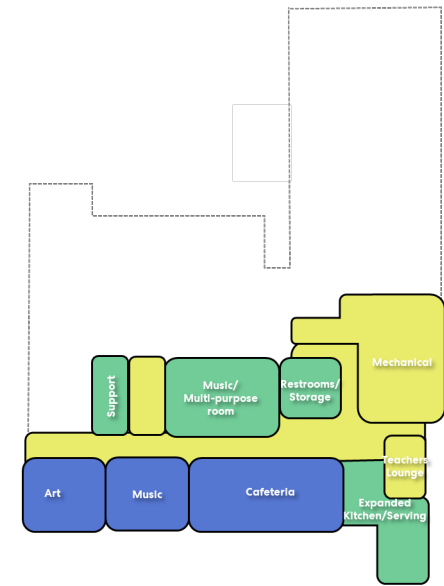 Mechanical
Support
Music/
Multi-purpose
room
Restrooms/
Storage
Teachers
Lounge
Art
Music
Cafeteria
Expanded
Kitchen/Serving